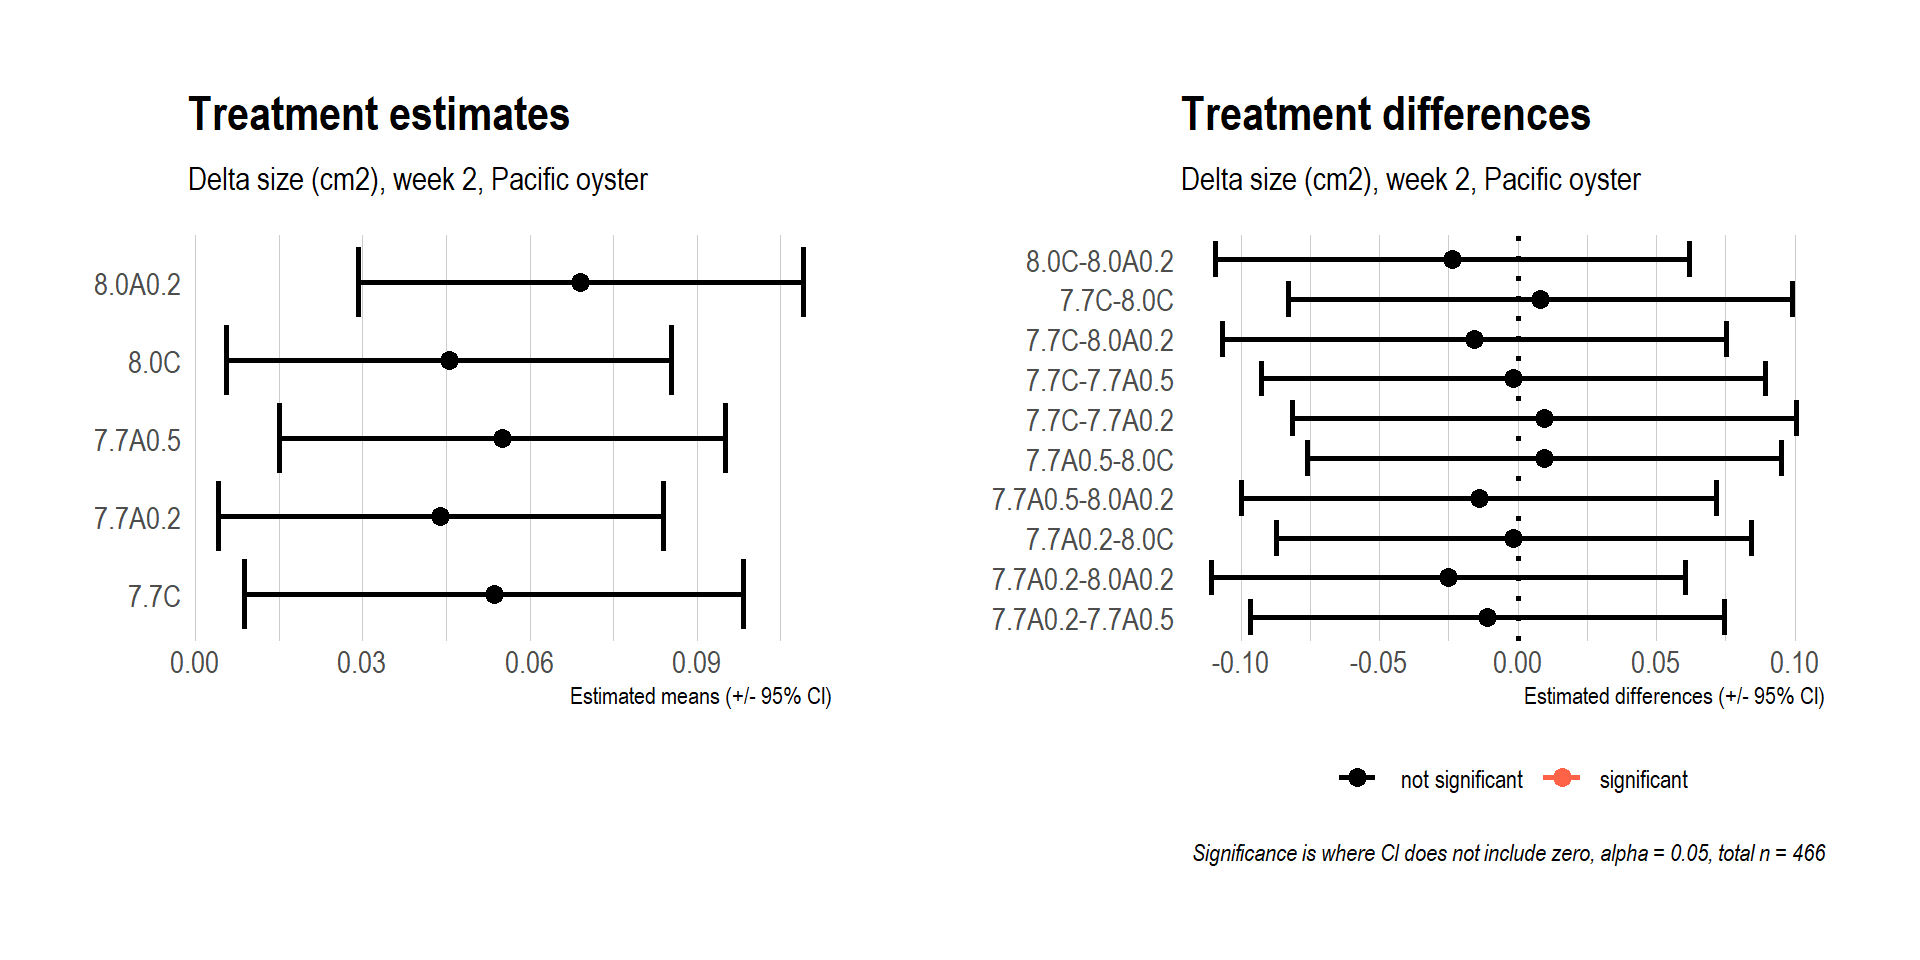 Treatment estimates
Delta size (cm2), week 2, Pacific oyster
8.0A0.2
8.0C
7.7A0.5
7.7A0.2
7.7C
0.00 0.03 0.06 0.09
Estimated means (+/- 95% CI)
Treatment differences
Delta size (cm2), week 2, Pacific oyster
8.0C-8.0A0.2
7.7C-8.0C
7.7C-8.0A0.2
7.7C-7.7A0.5
7.7C-7.7A0.2
7.7A0.5-8.0C
7.7A0.5-8.0A0.2
7.7A0.2-8.0C
7.7A0.2-8.0A0.2
7.7A0.2-7.7A0.5
-0.10 -0.05 0.00 0.05 0.10
Estimated differences (+/- 95% CI)
not significant significant
Significance is where CI does not include zero, alpha = 0.05, total n = 466